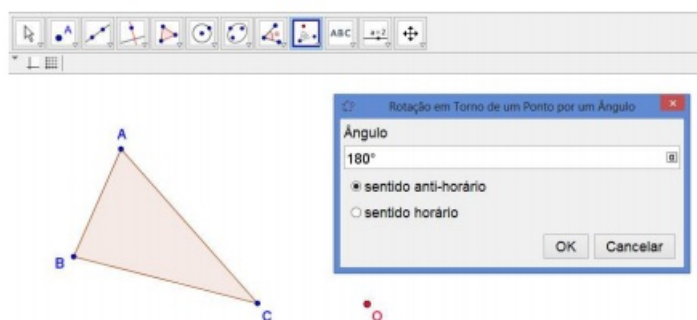 A
ABC
a=2
Rotação em Torno de um Ponto por um Ângulo
Ângulo
180°
α
sentido anti-horário
sentido horário
OK Cancelar
A
B
C
O